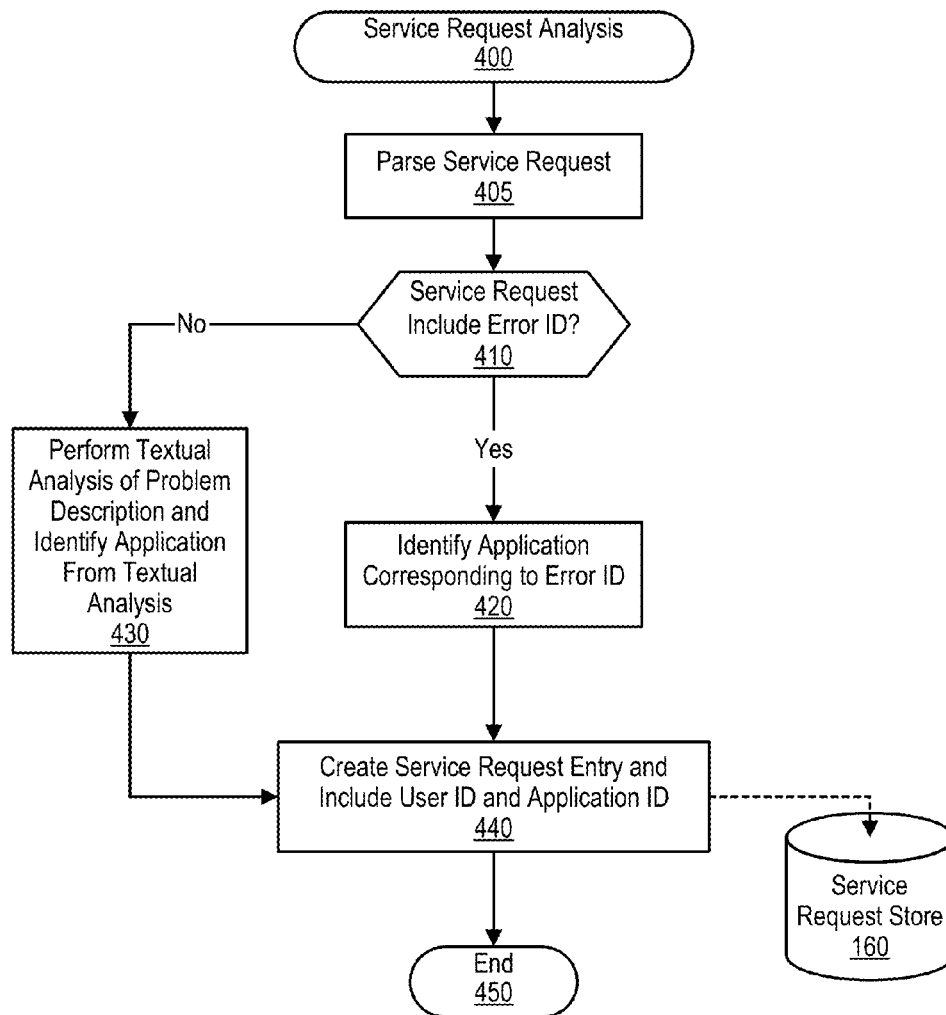 Service Request Analysis
400
Parse Service Request
405
Service Request
Include Error ID?
410
No
Yes
Perform Textual
Analysis of Problem
Description and
Identify Application
From Textual
Analysis
430
Identify Application
Corresponding to Error ID
420
Create Service Request Entry and
Include User ID and Application ID
440
Service
Request Store
160
End
450